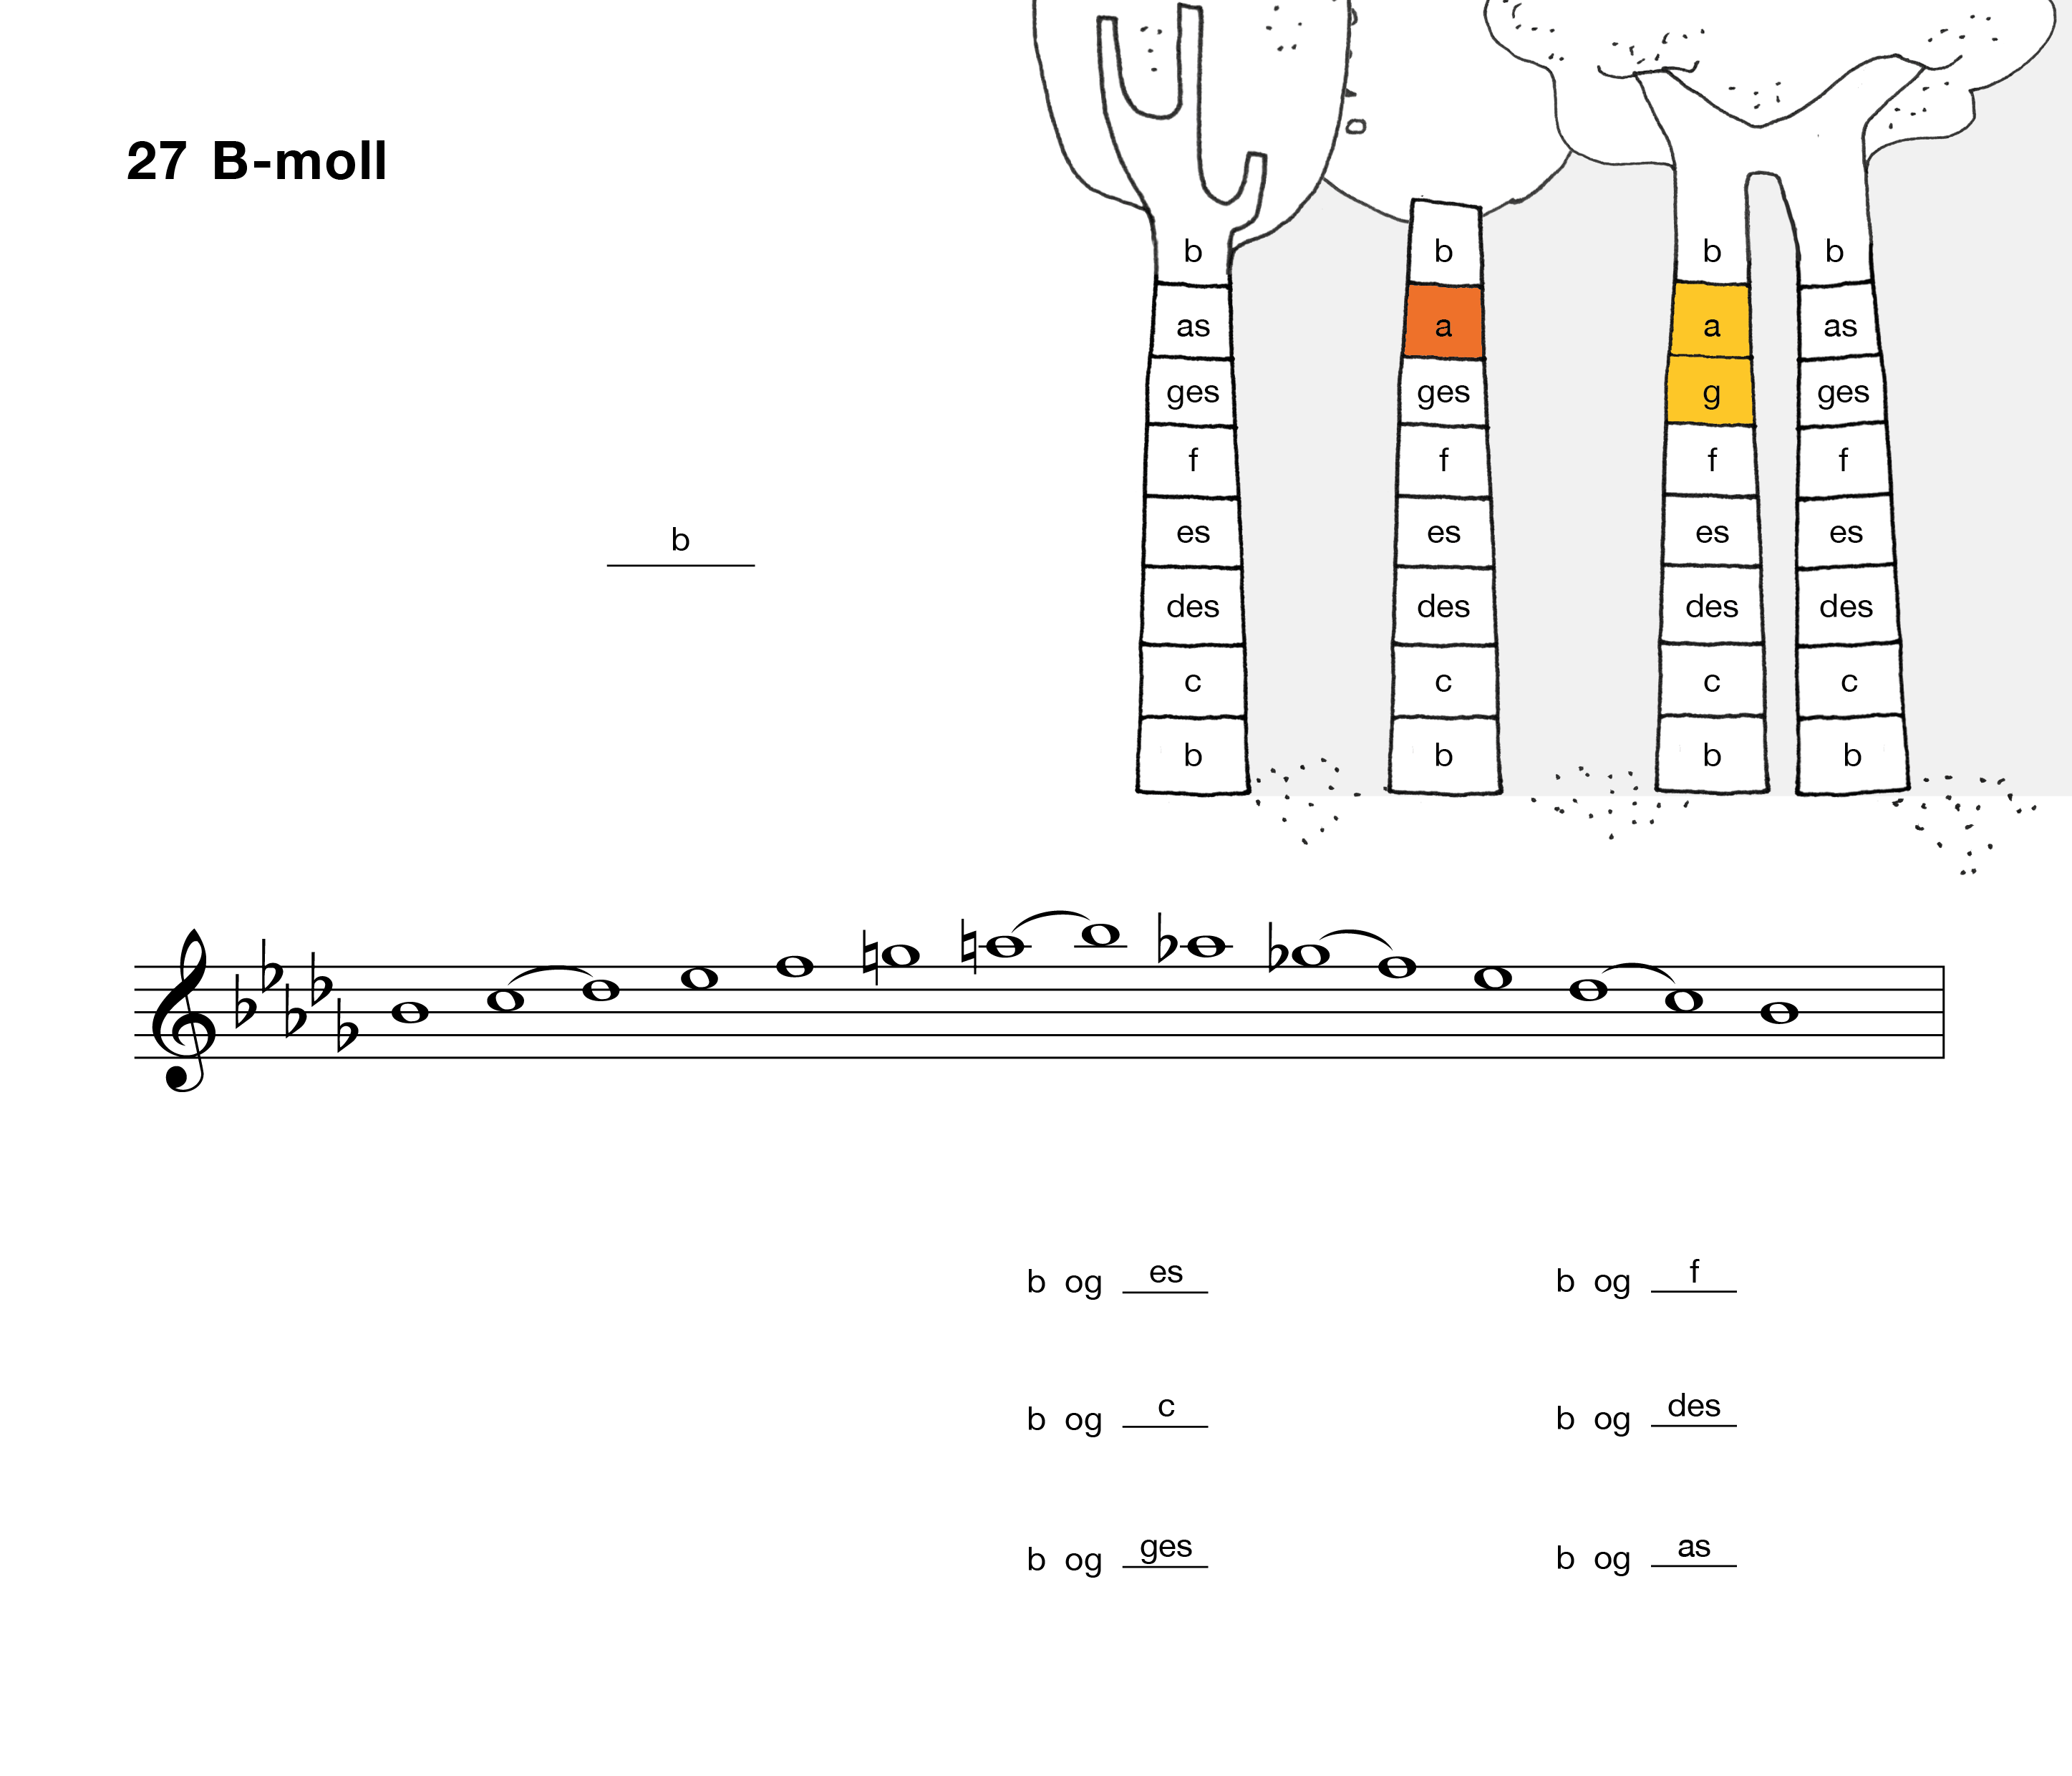 27 B-moll
b b b b
as a a as
ges ges g ges
f f f f
es es es es
b
des des des des
c c c c
b b b b
b og es b og f
b og c b og des
b og ges b og as